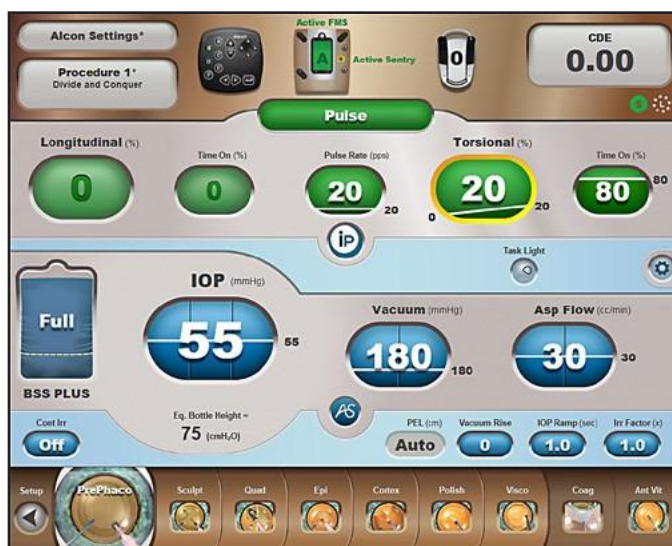 Alcon Settings*
Procedure 1*
Divide and Conquer
Active FMS
A
Active Sentry
0
CDE
0.00
Pulse
Longitudinal (%)
0
Time On (%)
0
Pulse Rate (pps)
20
20
Torsional (%)
0
20
20
Time On (%)
80
80
iP
Task Light
Full
BSS PLUS
IOP (mmHg)
55
55
Eq. Bottle Height =
75 (cmH₂O)
Vacuum (mmHg)
180
180
Asp Flow (cc/min)
30
30
AS
Cont Irr
Off
PEL (cm)
Auto
Vacuum Rise
0
IOP Ramp (sec)
1.0
Irr Factor (x)
1.0
Setup
PrePhaco
Sculpt
Quad
Epi
Cortex
Polish
Visco
Coag
Ant Vit